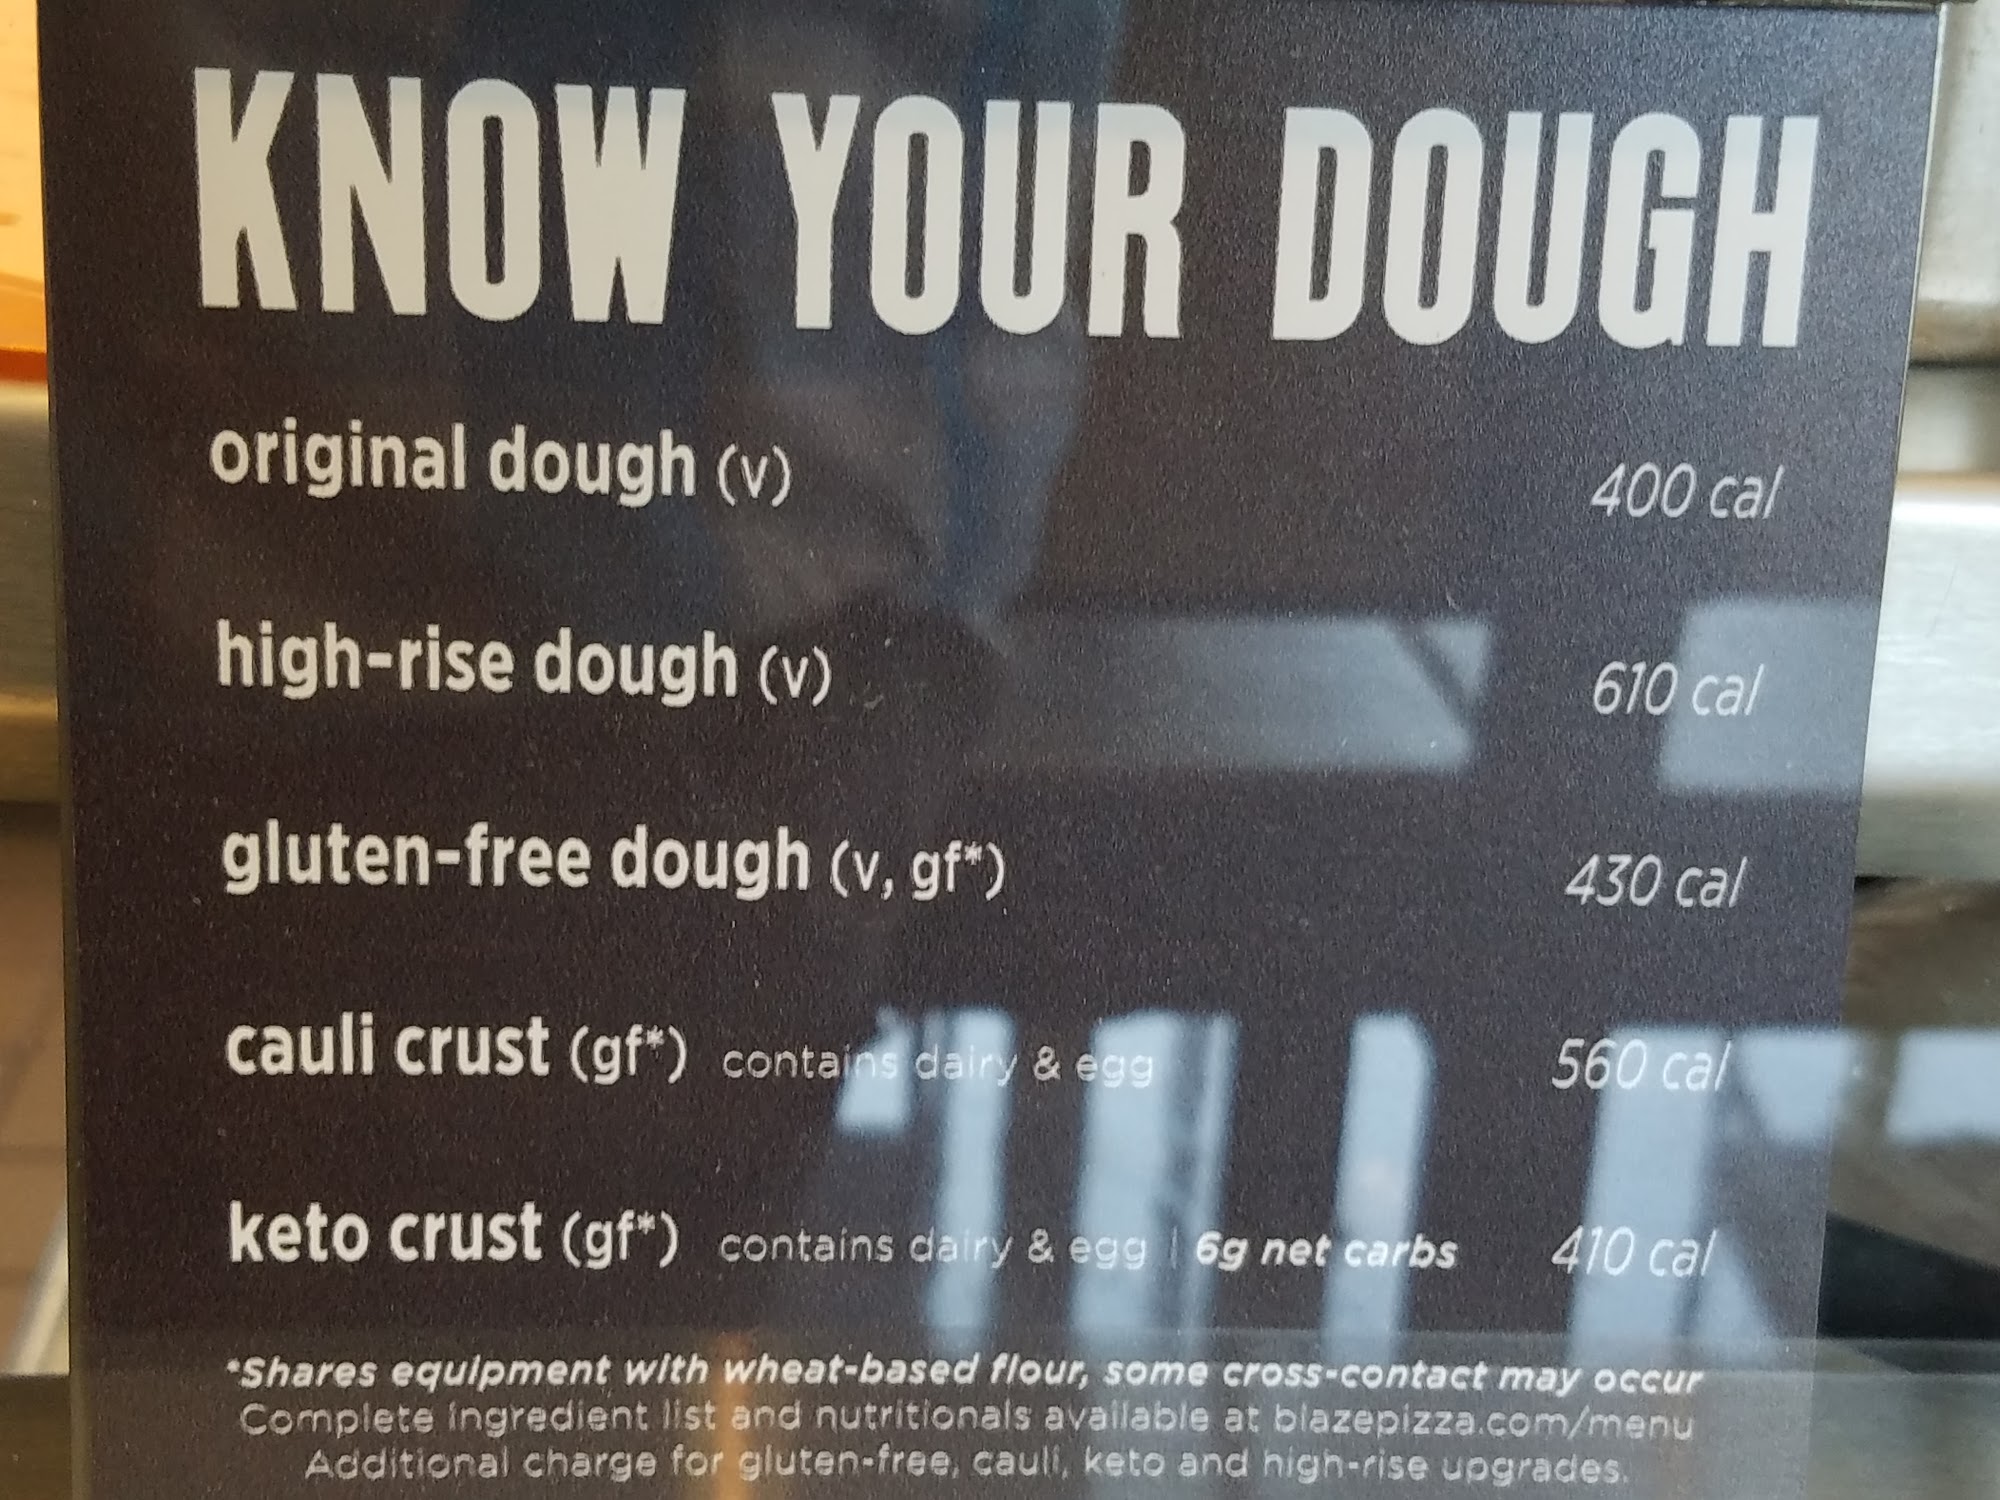 KNOW YOUR DOUGH
original dough (v) 400 cal
high-rise dough (v) 610 cal
gluten-free dough (v, gf*) 430 cal
cauli crust (gf*) contains dairy & egg 560 cal
keto crust (gf*) contains dairy & egg | 6g net carbs 410 cal
*Shares equipment with wheat-based flour, some cross-contact may occur
Complete ingredient list and nutritionals available at blazepizza.com/menu
Additional charge for gluten-free, cauli, keto and high-rise upgrades.